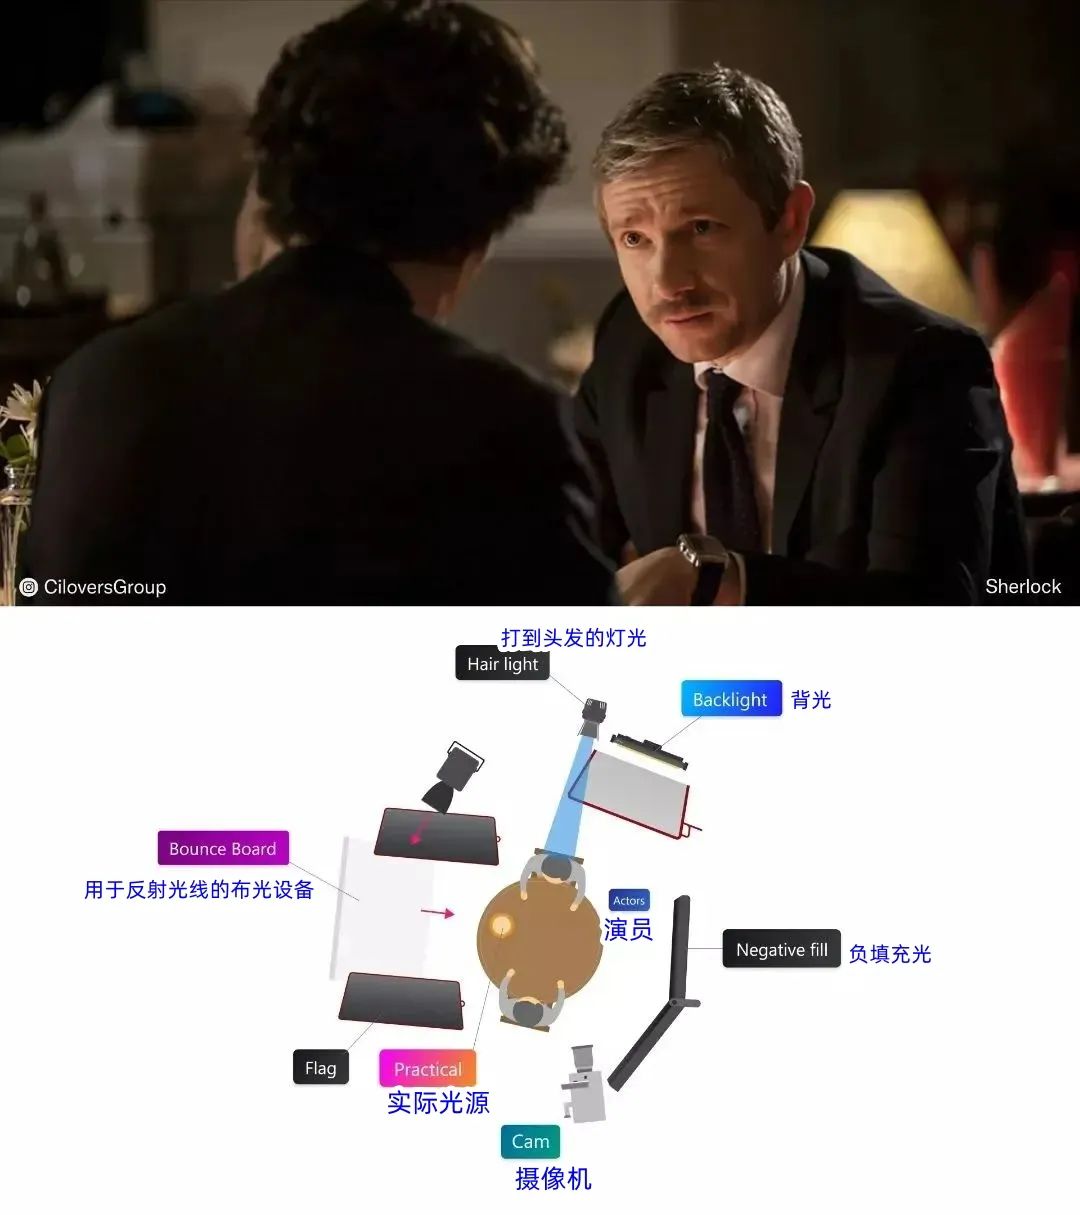 CiloversGroup
Sherlock
打到头发的灯光
Hair light
Backlight 背光
Bounce Board
用于反射光线的布光设备
Actors
演员
Negative fill 负填充光
Flag
Practical
实际光源
Cam
摄像机